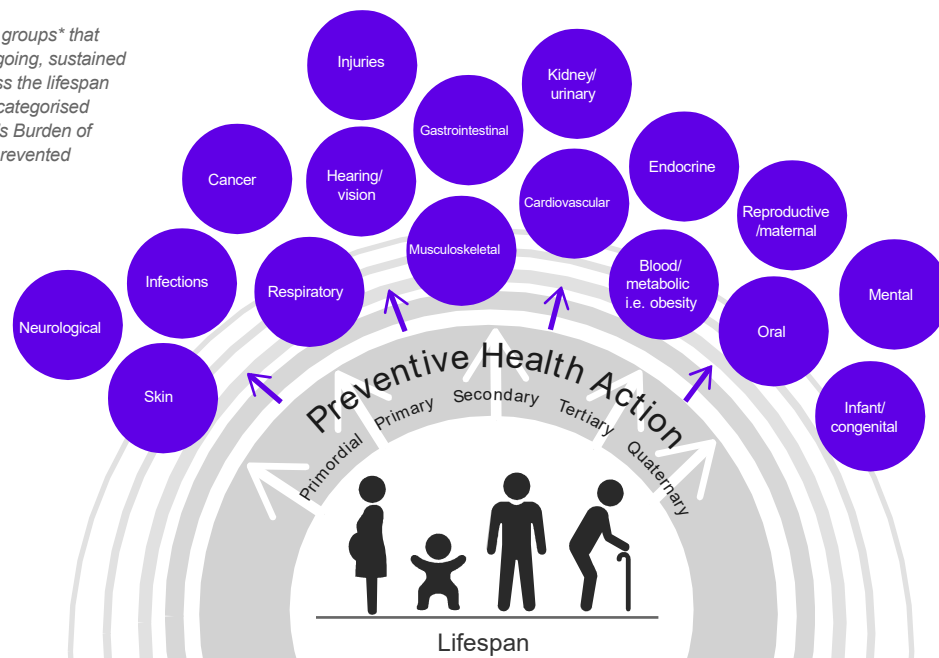 groups* that
going, sustained
ss the lifespan
categorised
s Burden of
prevented
Injuries
Kidney/
urinary
Gastrointestinal
Cancer
Hearing/
vision
Endocrine
Cardiovascular
Reproductive
/maternal
Musculoskeletal
Infections
Respiratory
Blood/
metabolic
i.e. obesity
Mental
Neurological
Oral
Skin
Infant/
congenital
Preventive Health Action
Primordial
Primary
Secondary
Tertiary
Quaternary
Lifespan